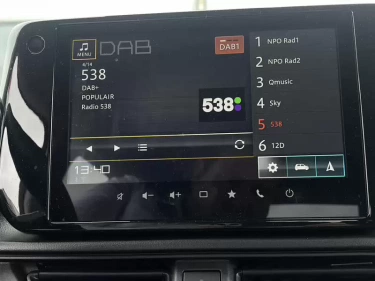 MENU
DAB
DAB1
4/14
538
DAB+
POPULAIR
Radio 538
538
1 NPO Rad1
2 NPO Rad2
3 Qmusic
4 Sky
5 538
6 12D
13:40